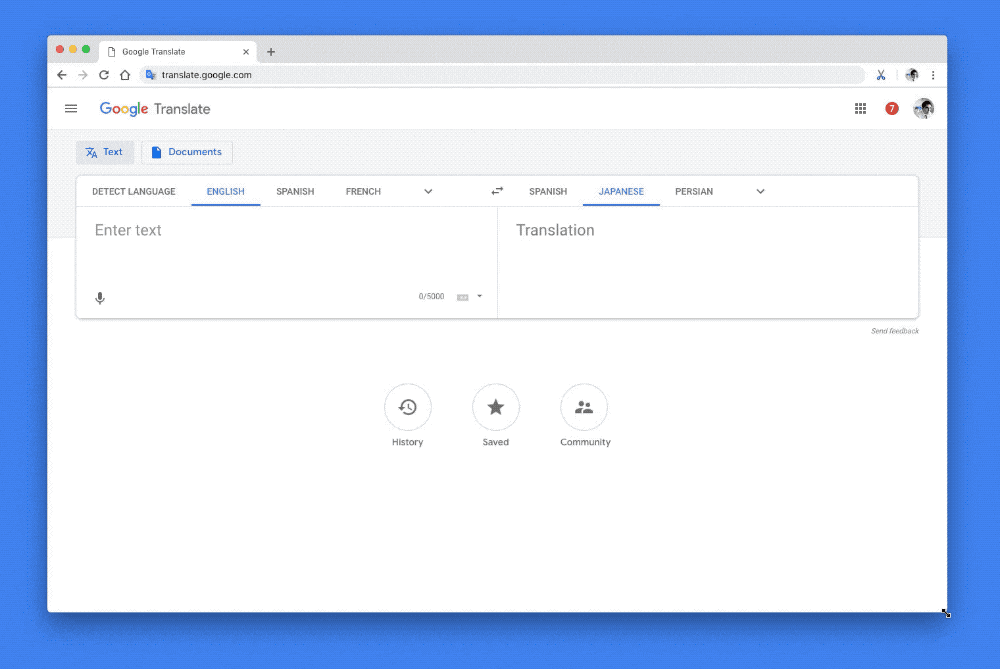 Google Translate
translate.google.com
Google Translate
7
Text
Documents
DETECT LANGUAGE ENGLISH SPANISH FRENCH SPANISH JAPANESE PERSIAN
Enter text
Translation
0/5000
Send feedback
History
Saved
Community